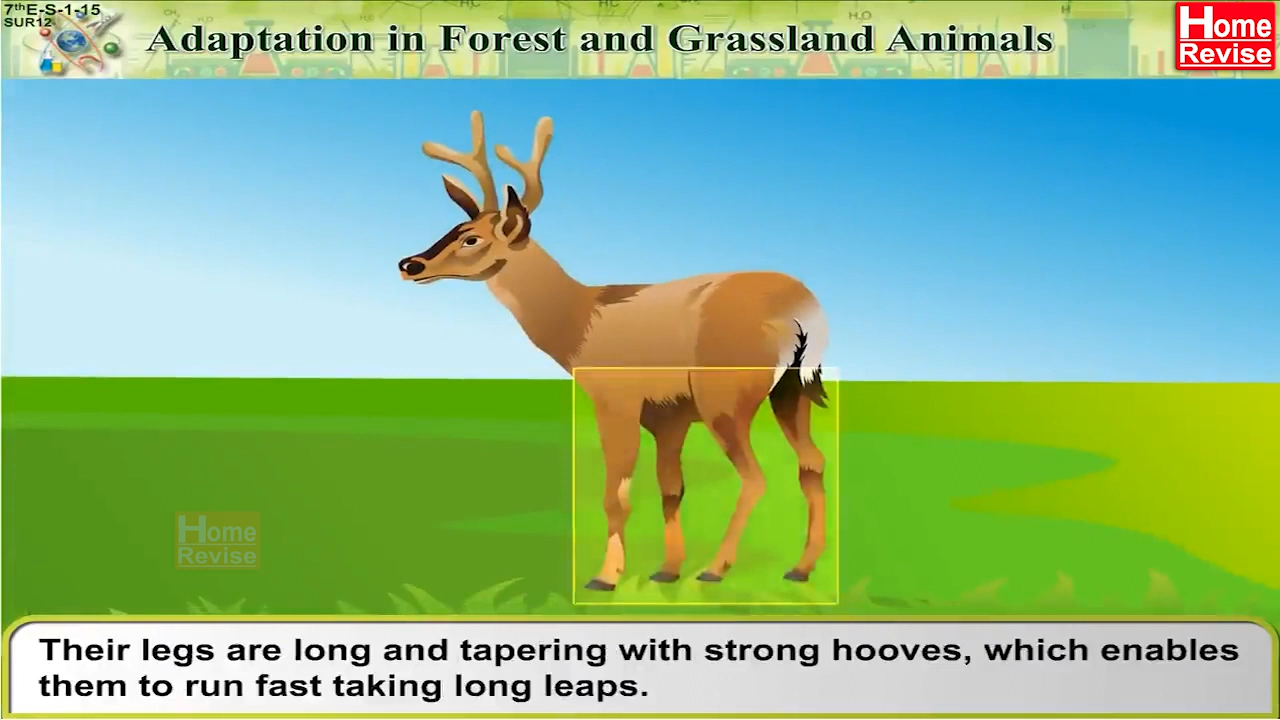 7thE-S-1-15
SUR12
Adaptation in Forest and Grassland Animals
Home
Revise
Home
Revise
Their legs are long and tapering with strong hooves, which enables
them to run fast taking long leaps.